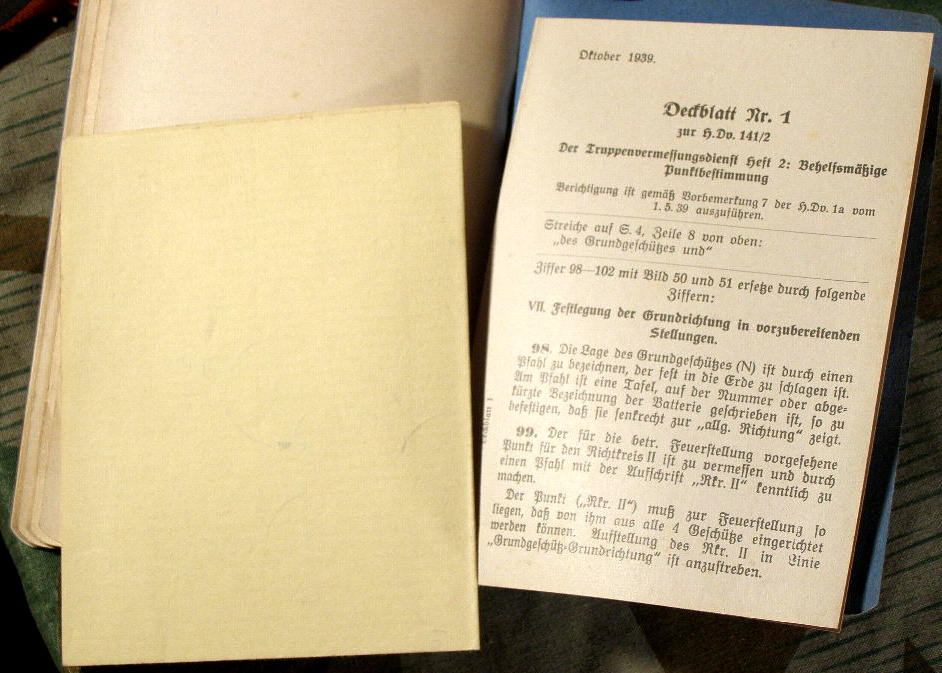 Oktober 1939.
Deckblatt Nr. 1
zur H.Dv. 141/2
Der Truppenvermessungsdienst Heft 2: Behelfsmäßige
Punktbestimmung
Berichtigung ist gemäß Vorbemerkung 7 der H.Dv. 1a vom
1. 5. 39 auszuführen.
Streiche auf S. 4, Zeile 8 von oben:
„des Grundgeschützes und“
Ziffer 98—102 mit Bild 50 und 51 ersetze durch folgende
Ziffern:
VII. Festlegung der Grundrichtung in vorzubereitenden
Stellungen.
98. Die Lage des Grundgeschützes (N) ist durch einen
Pfahl zu bezeichnen, der fest in die Erde zu schlagen ist.
Am Pfahl ist eine Tafel, auf der Nummer oder abge-
kürzte Bezeichnung der Batterie geschrieben ist, so zu
befestigen, daß sie senkrecht zur „allg. Richtung“ zeigt.
99. Der für die betr. Feuerstellung vorgesehene
Punkt für den Richtkreis II ist zu vermessen und durch
einen Pfahl mit der Aufschrift „Rkr. II“ kenntlich zu
machen.
Der Punkt („Rkr. II“) muß zur Feuerstellung so
liegen, daß von ihm aus alle 4 Geschütze eingerichtet
werden können. Aufstellung des Rkr. II in Linie
„Grundgeschütz-Grundrichtung“ ist anzustreben.